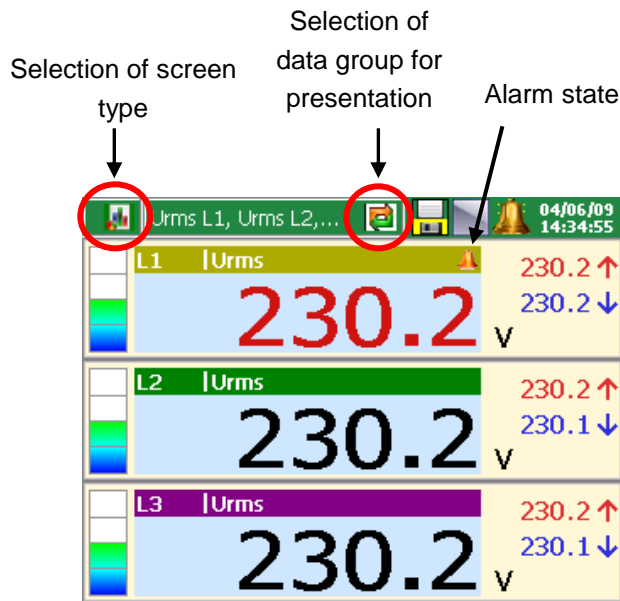 Selection of screen
type
Selection of
data group for
presentation
Alarm state
Urms L1, Urms L2,...
04/06/09
14:34:55
L1 |Urms
230.2
V
230.2 ↑
230.2 ↓
L2 |Urms
230.2
V
230.2 ↑
230.1 ↓
L3 |Urms
230.2
V
230.2 ↑
230.1 ↓